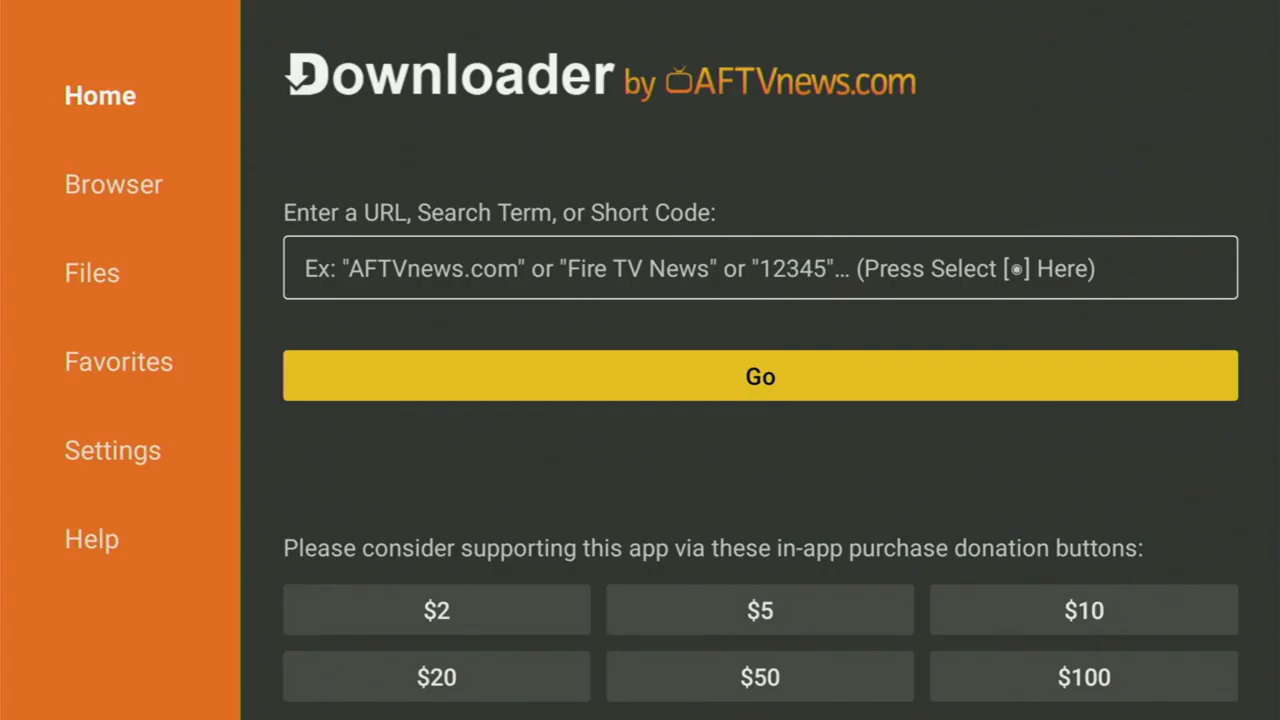 Home
Browser
Files
Favorites
Settings
Help
Downloader by AFTVnews.com
Enter a URL, Search Term, or Short Code:
Ex: "AFTVnews.com" or "Fire TV News" or "12345"... (Press Select [◉] Here)
Go
Please consider supporting this app via these in-app purchase donation buttons:
$2 $5 $10
$20 $50 $100